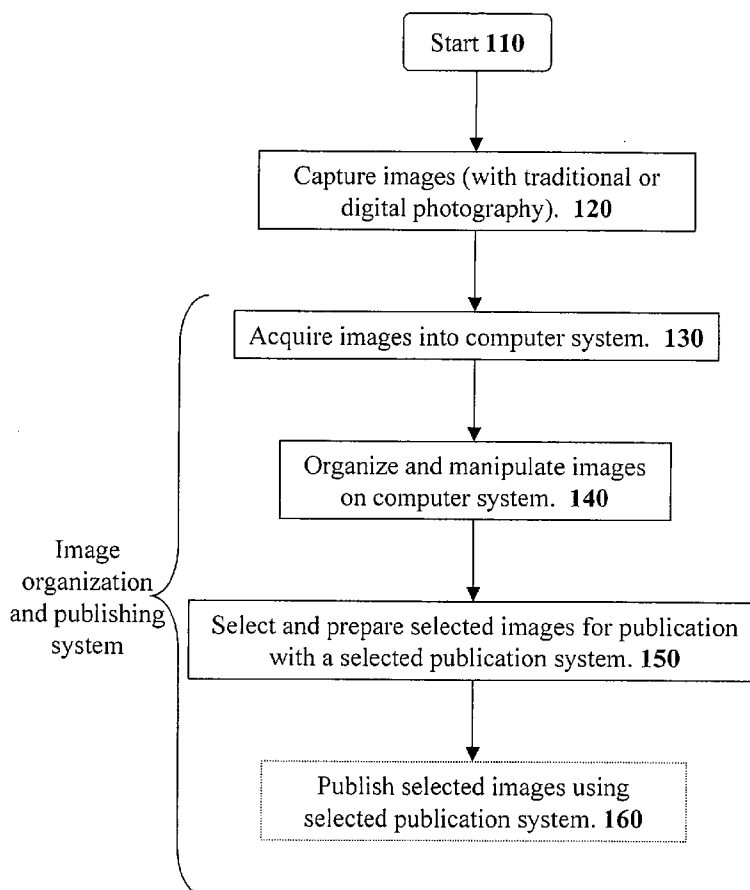 Start 110
Capture images (with traditional or
digital photography). 120
Acquire images into computer system. 130
Organize and manipulate images
on computer system. 140
Image
organization
and publishing
system
Select and prepare selected images for publication
with a selected publication system. 150
Publish selected images using
selected publication system. 160